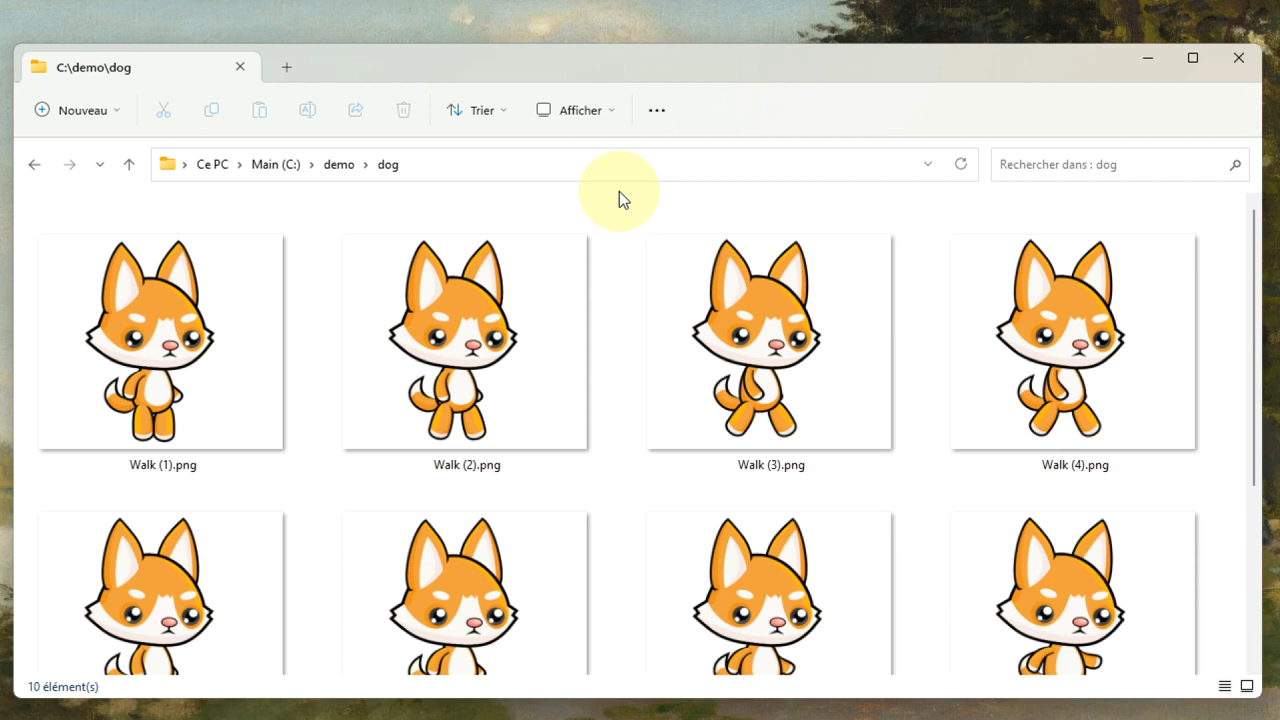 C:\demo\dog
Nouveau
Trier
Afficher
Ce PC > Main (C:) > demo > dog
Rechercher dans : dog
Walk (1).png
Walk (2).png
Walk (3).png
Walk (4).png
10 élément(s)